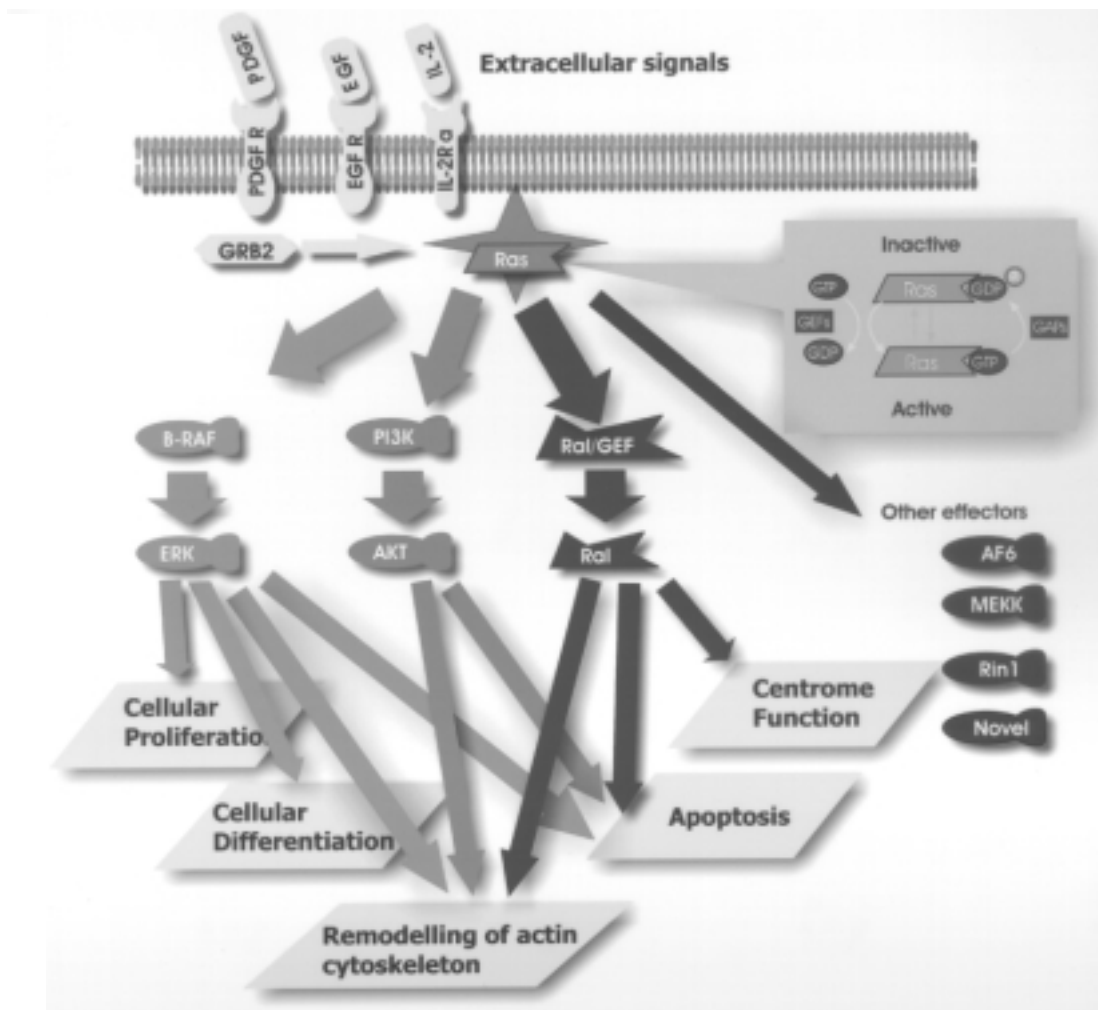 PDGF
EGF
IL-2
Extracellular signals
PDGF R
EGF R
IL-2R α
GRB2
Ras
Inactive
GTP
Ras
GDP
GEFs
GAPs
GDP
Ras
GTP
Active
B-RAF
PI3K
Ral/GEF
Other effectors
ERK
AKT
Ral
AF6
MEKK
Rin1
Novel
Centrome
Function
Cellular
Proliferation
Cellular
Differentiation
Apoptosis
Remodelling of actin
cytoskeleton